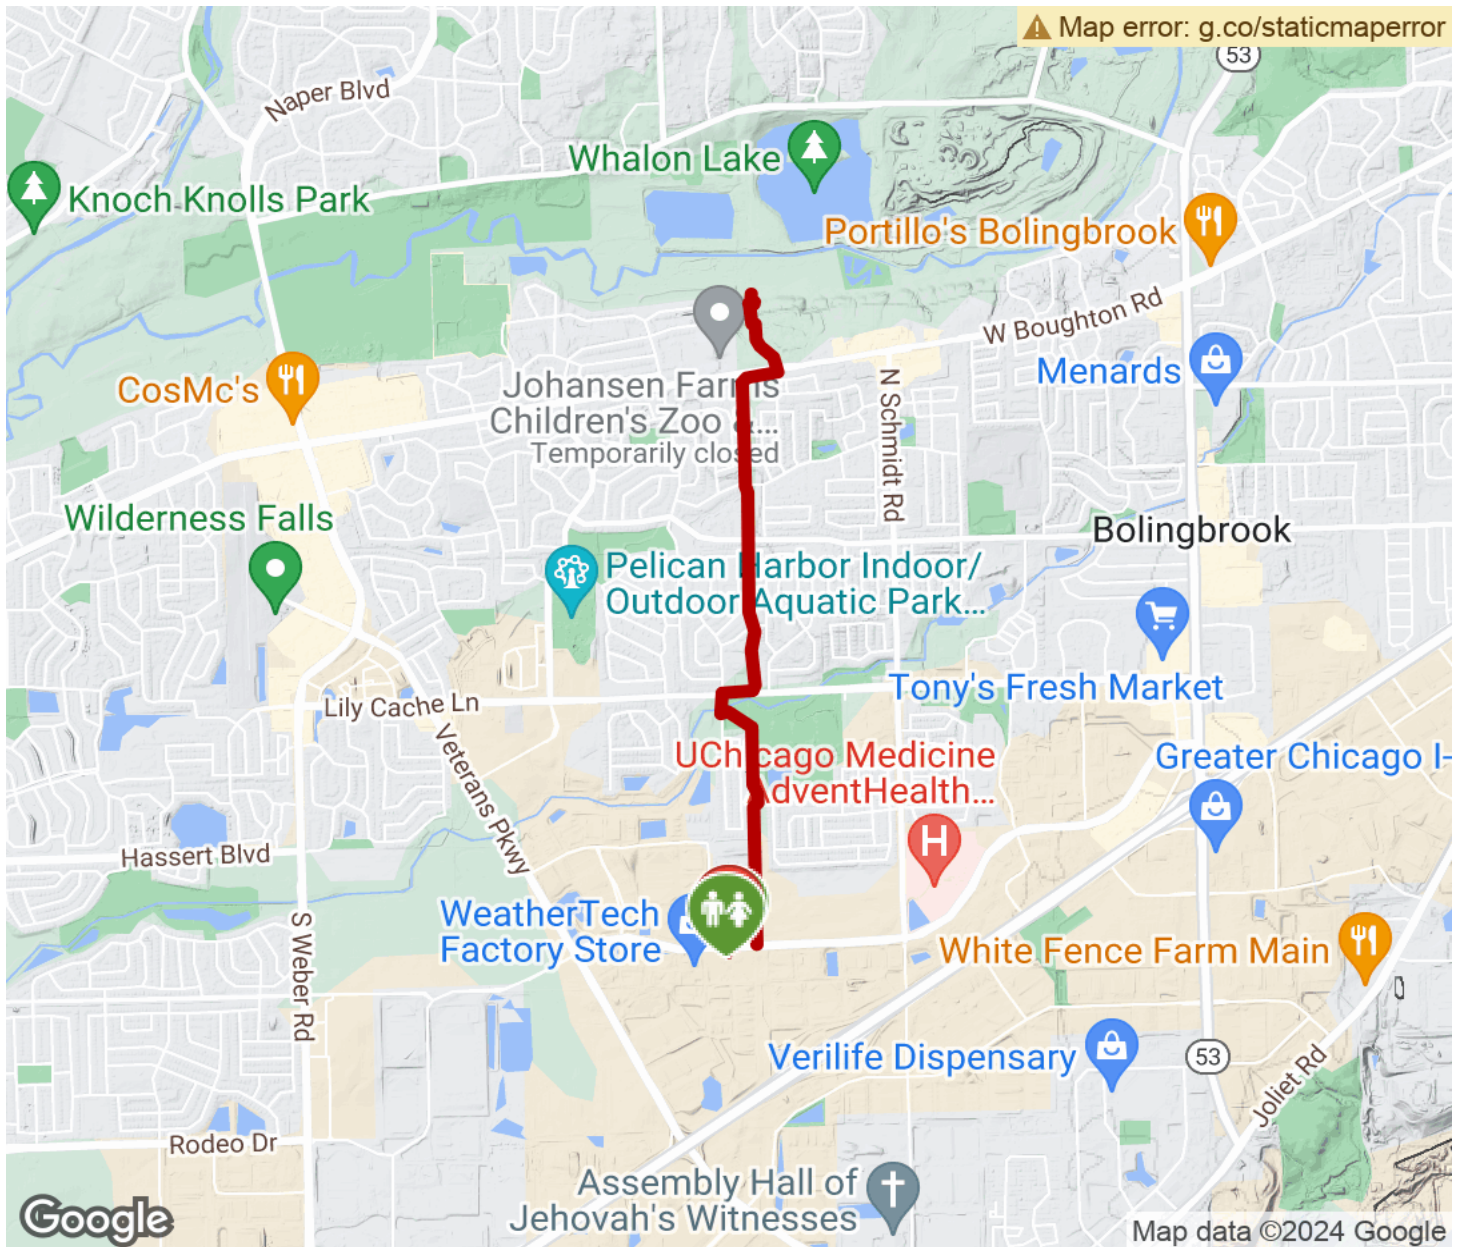 Map error: g.co/staticmaperror
53
Naper Blvd
Whalon Lake
Knoch Knolls Park
Portillo's Bolingbrook
W Boughton Rd
Menards
CosMc's
Johansen Farms
Children's Zoo &...
Temporarily closed
N Schmidt Rd
Wilderness Falls
Bolingbrook
Pelican Harbor Indoor/
Outdoor Aquatic Park...
Tony's Fresh Market
Lily Cache Ln
Veterans Pkwy
UChicago Medicine
AdventHealth...
Greater Chicago I-
Hassert Blvd
H
S Weber Rd
WeatherTech
Factory Store
White Fence Farm Main
Verilife Dispensary
53
Joliet Rd
Rodeo Dr
Assembly Hall of
Jehovah's Witnesses
Google
Map data ©2024 Google